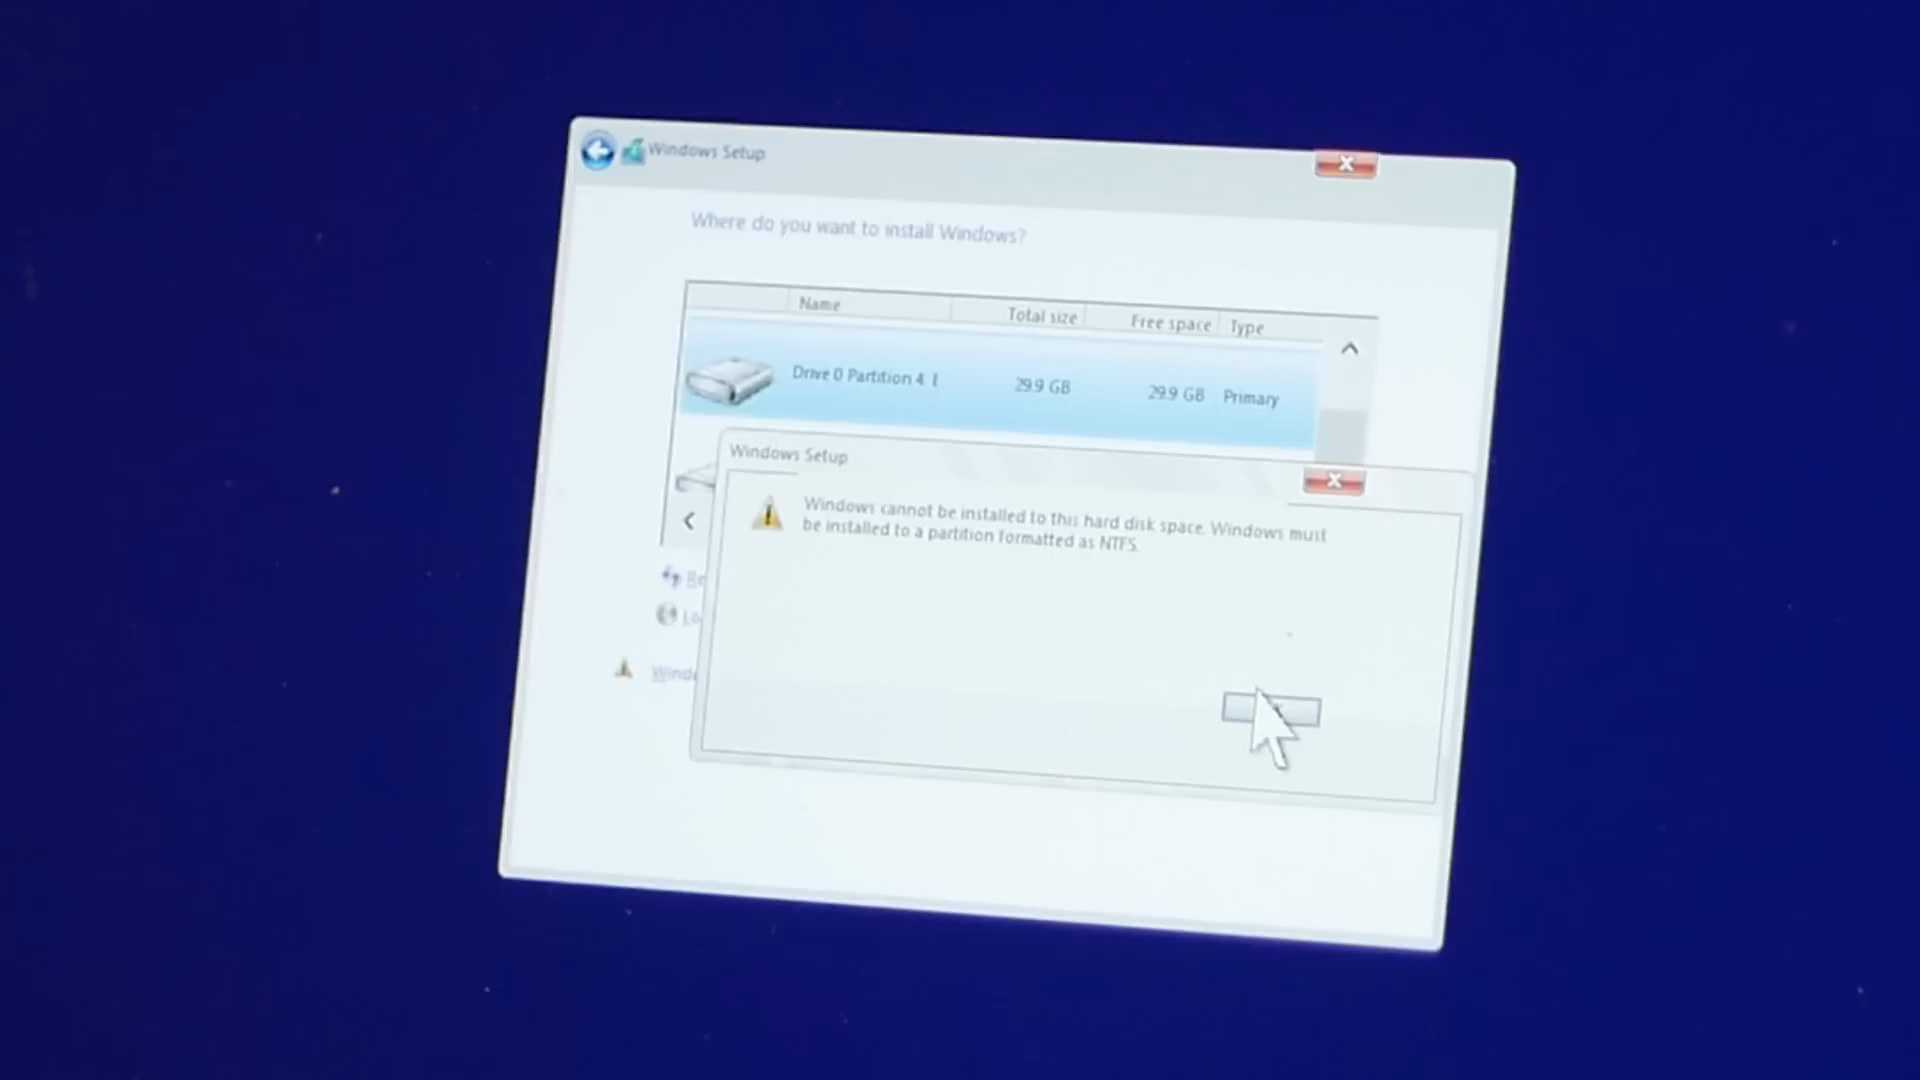 Windows Setup
Where do you want to install Windows?
Name Total size Free space Type
Drive 0 Partition 4: 29.9 GB 29.9 GB Primary
Windows Setup
Windows cannot be installed to this hard disk space. Windows must
be installed to a partition formatted as NTFS.